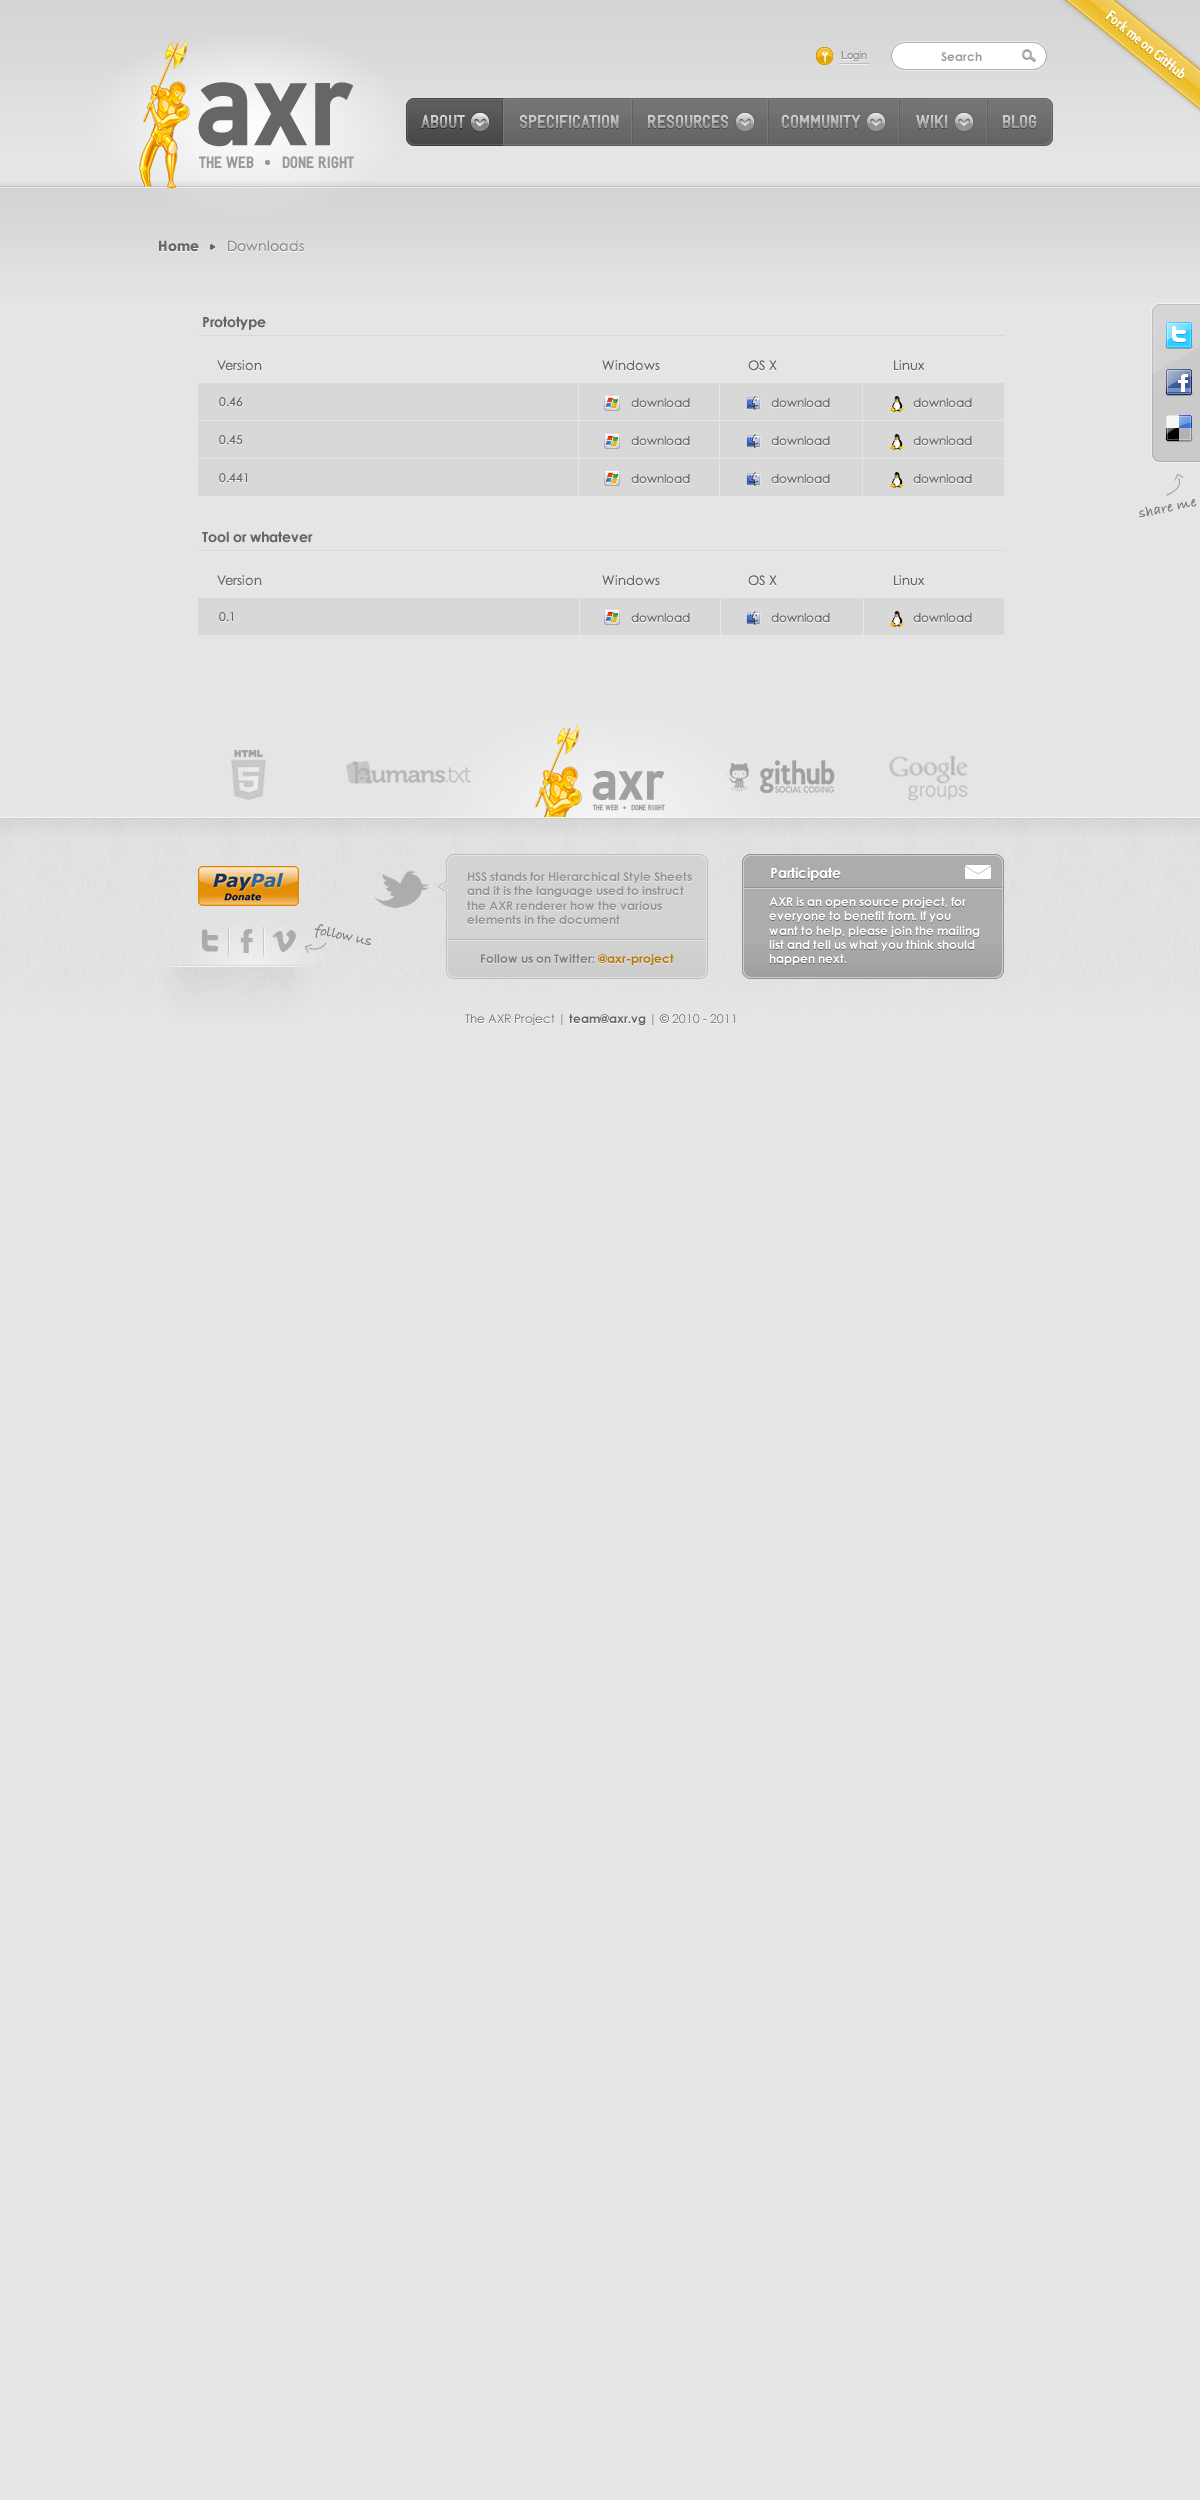 Fork me on GitHub
Login
Search
axr
THE WEB • DONE RIGHT
ABOUT SPECIFICATION RESOURCES COMMUNITY WIKI BLOG
Home Downloads
Prototype
Version Windows OS X Linux
0.46 download download download
0.45 download download download
0.441 download download download
share me
Tool or whatever
Version Windows OS X Linux
0.1 download download download
HTML
5
humans.txt
axr
THE WEB • DONE RIGHT
github
SOCIAL CODING
Google
groups
PayPal
Donate
follow us
HSS stands for Hierarchical Style Sheets
and it is the language used to instruct
the AXR renderer how the various
elements in the document
Follow us on Twitter: @axr-project
Participate
AXR is an open source project, for
everyone to benefit from. If you
want to help, please join the mailing
list and tell us what you think should
happen next.
The AXR Project | team@axr.vg | © 2010 - 2011